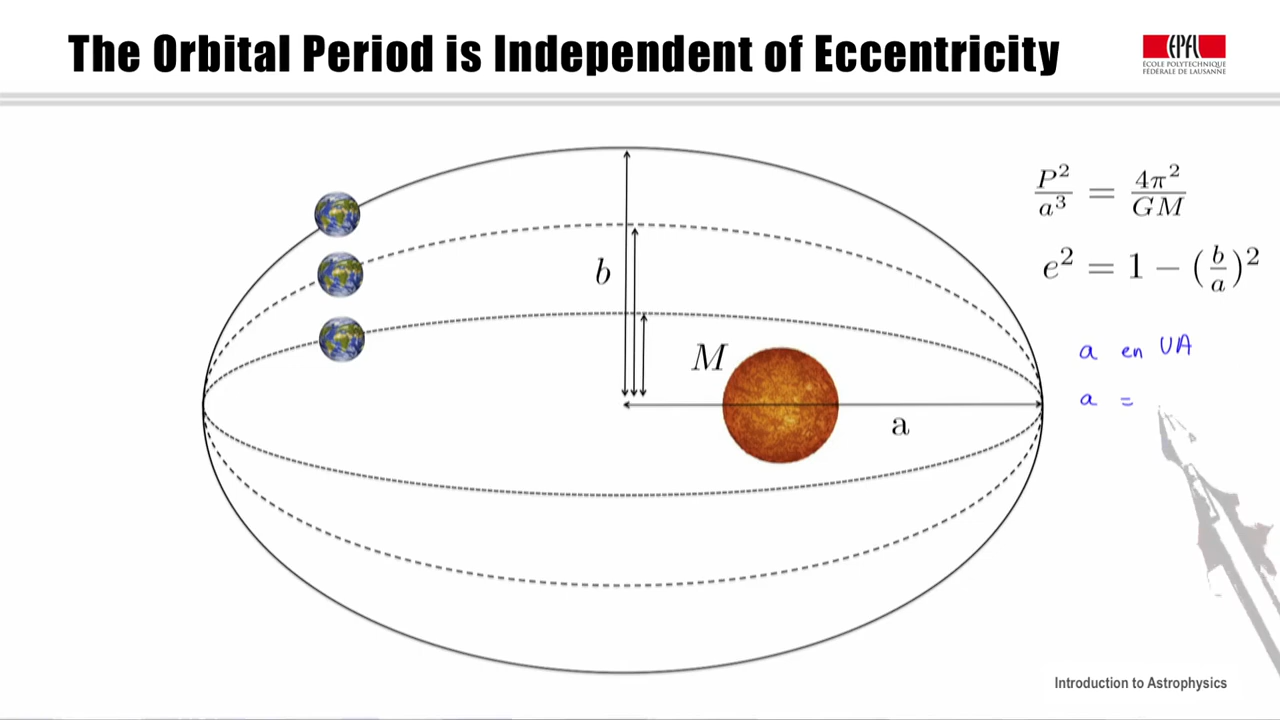 The Orbital Period is Independent of Eccentricity
EPFL
ÉCOLE POLYTECHNIQUE
FÉDÉRALE DE LAUSANNE
P²/a³ = 4π²/GM
e² = 1 − (b/a)²
b
M
a en UA
a =
a
Introduction to Astrophysics